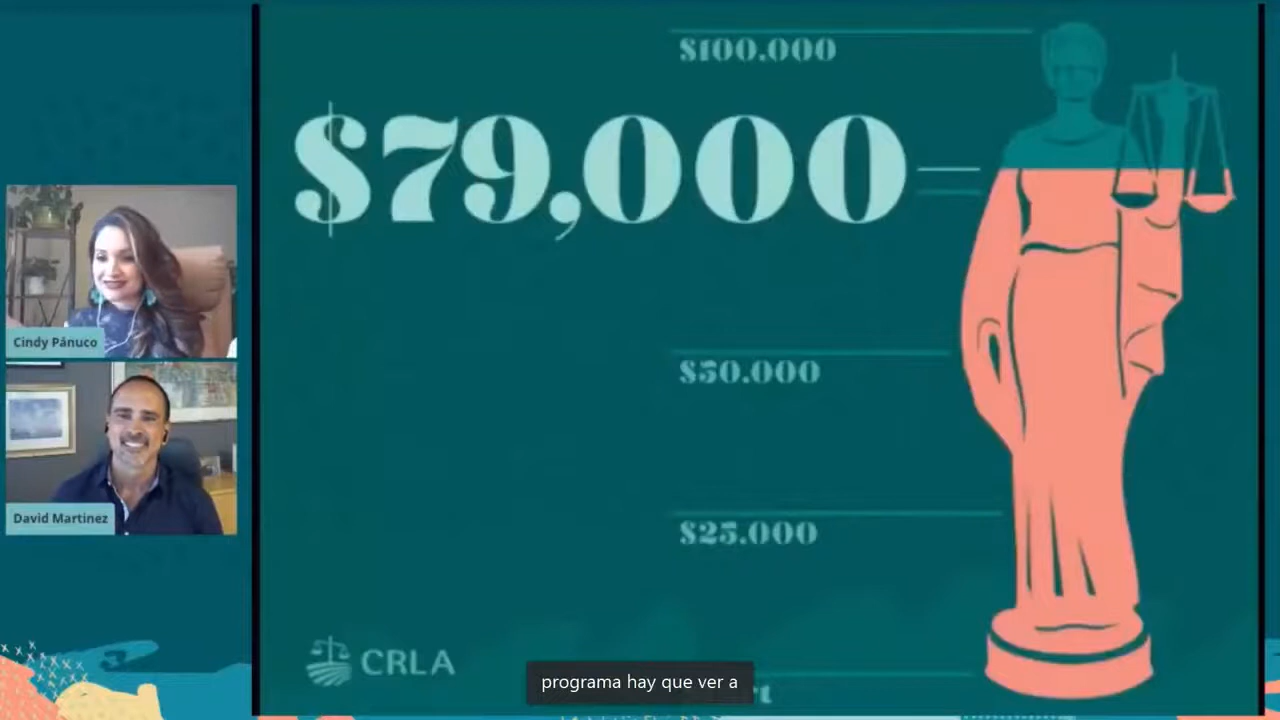 $100.000
$79,000
Cindy Pánuco
$50.000
David Martinez
$25.000
CRLA
programa hay que ver a